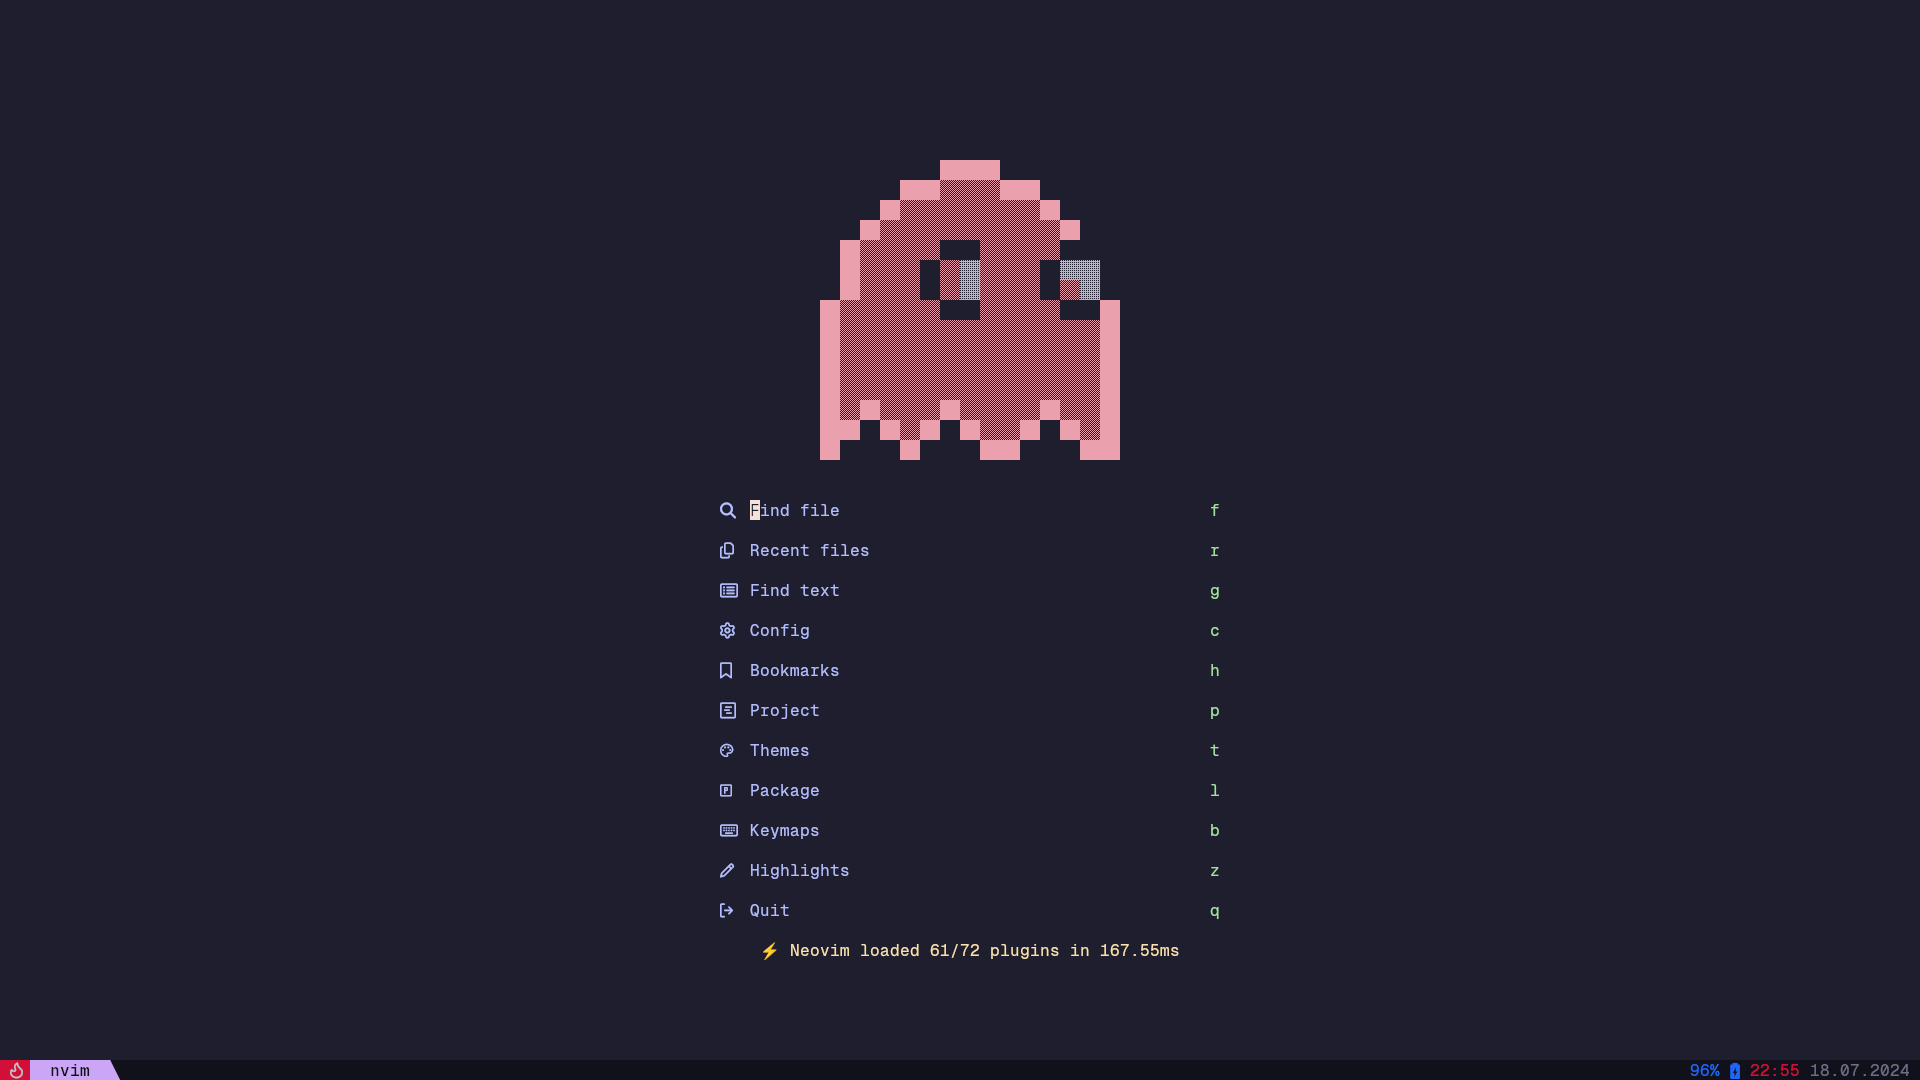 Find file f
Recent files r
Find text g
Config c
Bookmarks h
Project p
Themes t
Package l
Keymaps b
Highlights z
Quit q
⚡ Neovim loaded 61/72 plugins in 167.55ms
nvim 96% 22:55 18.07.2024